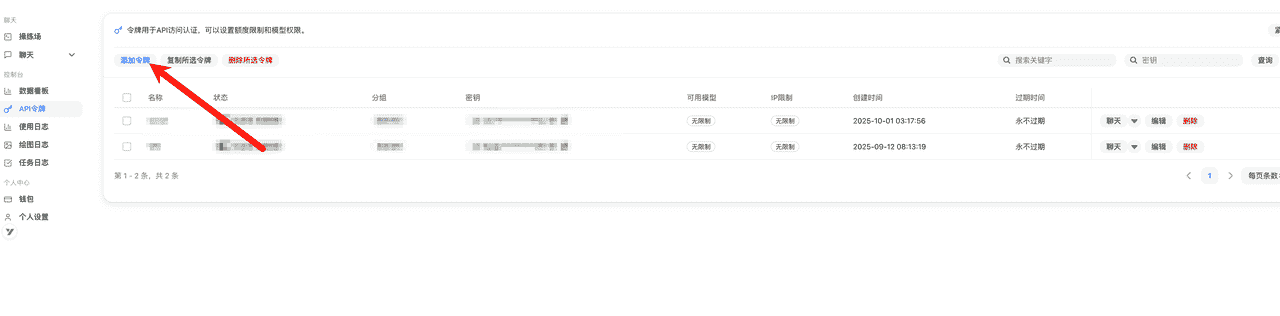 聊天
操练场
聊天
控制台
数据看板
API令牌
使用日志
绘图日志
任务日志
个人中心
钱包
个人设置
令牌用于API访问认证，可以设置额度限制和模型权限。
添加令牌 复制所选令牌 删除所选令牌 搜索关键字 密钥 查询
名称 状态 分组 密钥 可用模型 IP限制 创建时间 过期时间
无限制 无限制 2025-10-01 03:17:56 永不过期 聊天 编辑 删除
无限制 无限制 2025-09-12 08:13:19 永不过期 聊天 编辑 删除
第 1 - 2 条，共 2 条 1 每页条数: